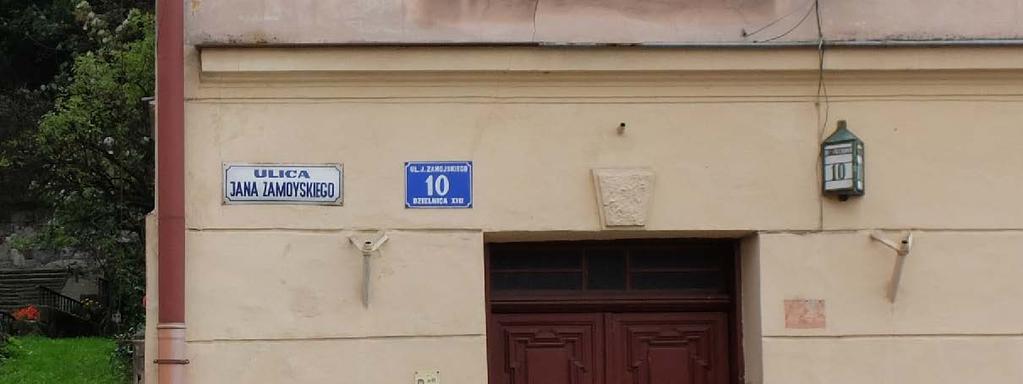 ULICA
JANA ZAMOYSKIEGO
UL. J. ZAMOJSKIEGO
10
DZIELNICA XIII
10